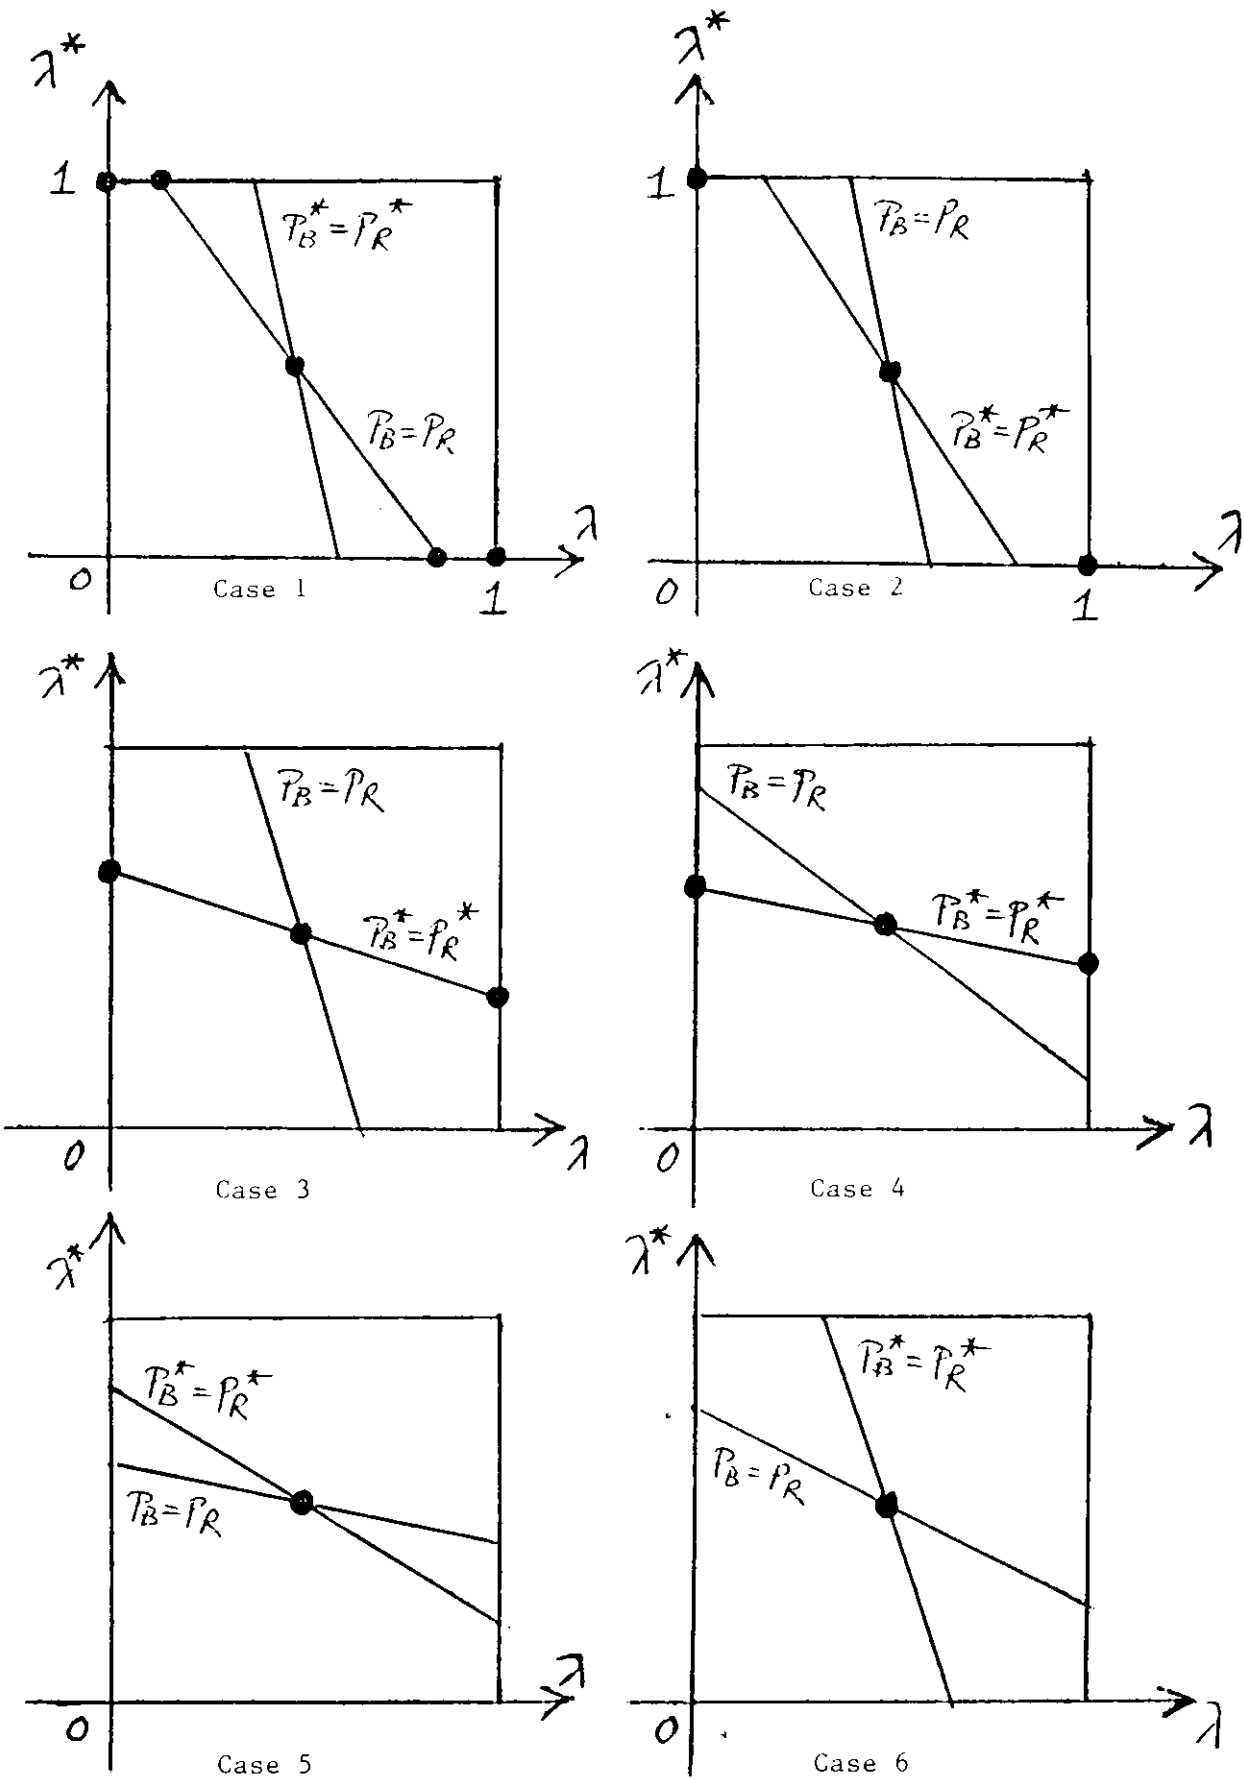 λ*
1
P_B* = P_R*
P_B = P_R
λ
0
Case 1
1
λ*
1
P_B = P_R
P_B* = P_R*
λ
0
Case 2
1
λ*
P_B = P_R
P_B* = P_R*
0
λ
Case 3
λ*
P_B = P_R
P_B* = P_R*
λ
0
Case 4
λ*
P_B* = P_R*
P_B = P_R
λ
0
Case 5
λ*
P_B* = P_R*
P_B = P_R
0
λ
Case 6